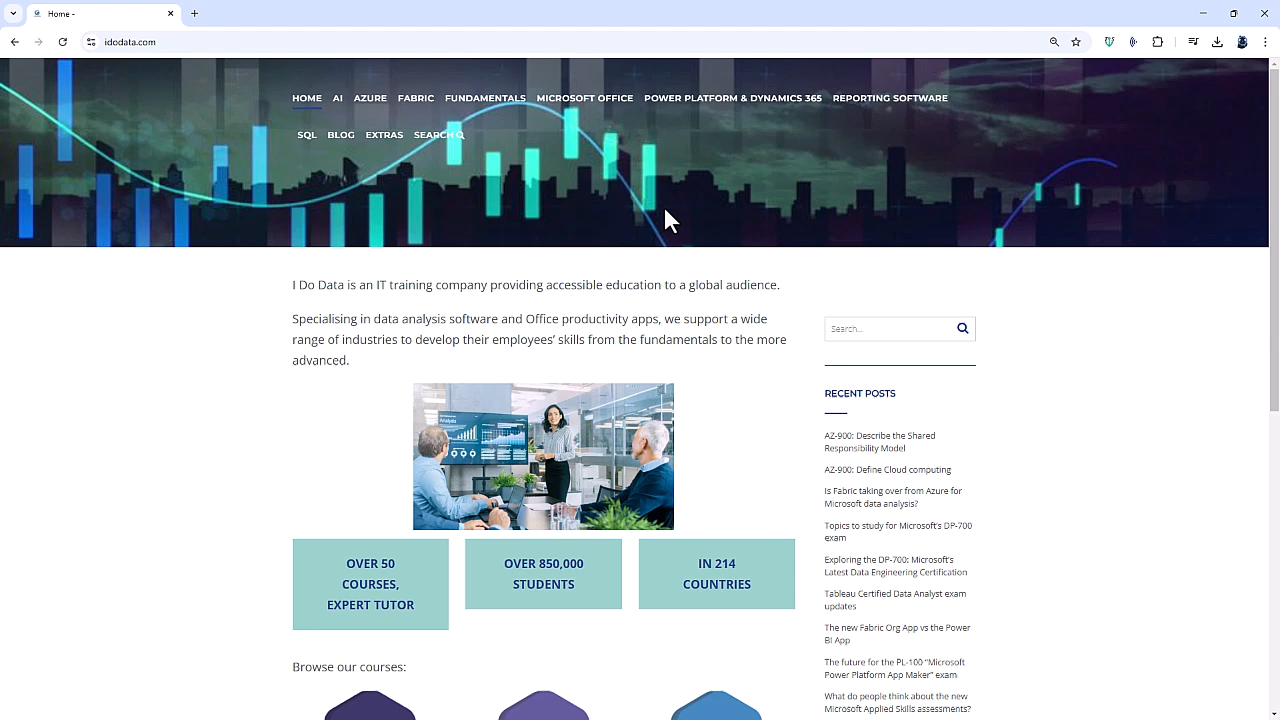 Home -
idodata.com
HOME AI AZURE FABRIC FUNDAMENTALS MICROSOFT OFFICE POWER PLATFORM & DYNAMICS 365 REPORTING SOFTWARE
SQL BLOG EXTRAS SEARCH
I Do Data is an IT training company providing accessible education to a global audience.
Specialising in data analysis software and Office productivity apps, we support a wide
range of industries to develop their employees’ skills from the fundamentals to the more
advanced.
Analysis
OVER 50
COURSES,
EXPERT TUTOR
OVER 850,000
STUDENTS
IN 214
COUNTRIES
Browse our courses:
Search...
RECENT POSTS
AZ-900: Describe the Shared
Responsibility Model
AZ-900: Define Cloud computing
Is Fabric taking over from Azure for
Microsoft data analysis?
Topics to study for Microsoft’s DP-700
exam
Exploring the DP-700: Microsoft’s
Latest Data Engineering Certification
Tableau Certified Data Analyst exam
updates
The new Fabric Org App vs the Power
BI App
The future for the PL-100 “Microsoft
Power Platform App Maker” exam
What do people think about the new
Microsoft Applied Skills assessments?